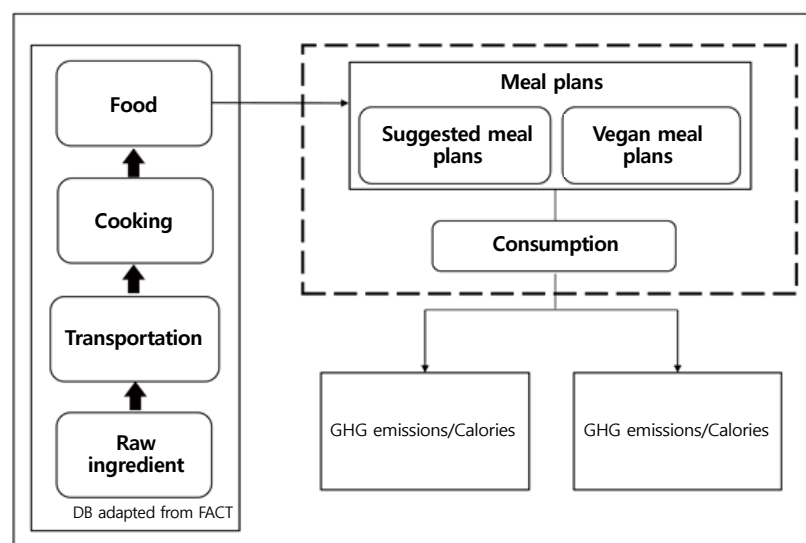 Food
Cooking
Transportation
Raw
ingredient
DB adapted from FACT
Meal plans
Suggested meal
plans
Vegan meal
plans
Consumption
GHG emissions/Calories
GHG emissions/Calories